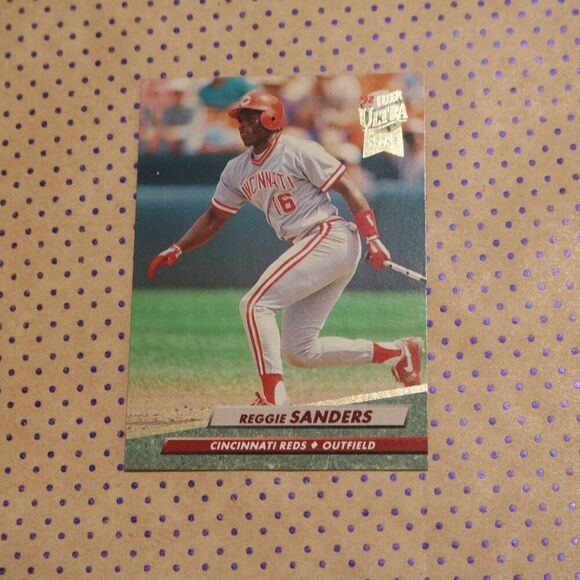 '92 FLEER
ULTRA
CINCINNATI
16
REGGIE SANDERS
CINCINNATI REDS ♦ OUTFIELD